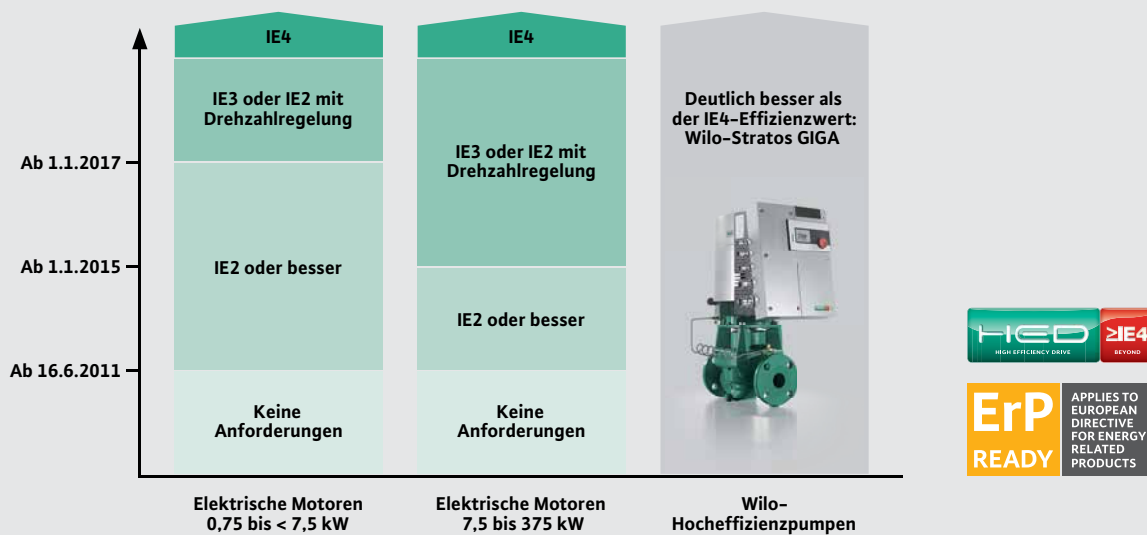 IE4
IE3 oder IE2 mit
Drehzahlregelung
IE2 oder besser
Keine
Anforderungen
IE4
IE3 oder IE2 mit
Drehzahlregelung
IE2 oder besser
Keine
Anforderungen
Deutlich besser als
der IE4-Effizienzwert:
Wilo-Stratos GIGA
Ab 1.1.2017
Ab 1.1.2015
Ab 16.6.2011
Elektrische Motoren
0,75 bis < 7,5 kW
Elektrische Motoren
7,5 bis 375 kW
Wilo-
Hocheffizienzpumpen
HED
HIGH EFFICIENCY DRIVE
≥IE4
BEYOND
ErP
READY
APPLIES TO
EUROPEAN
DIRECTIVE
FOR ENERGY
RELATED
PRODUCTS